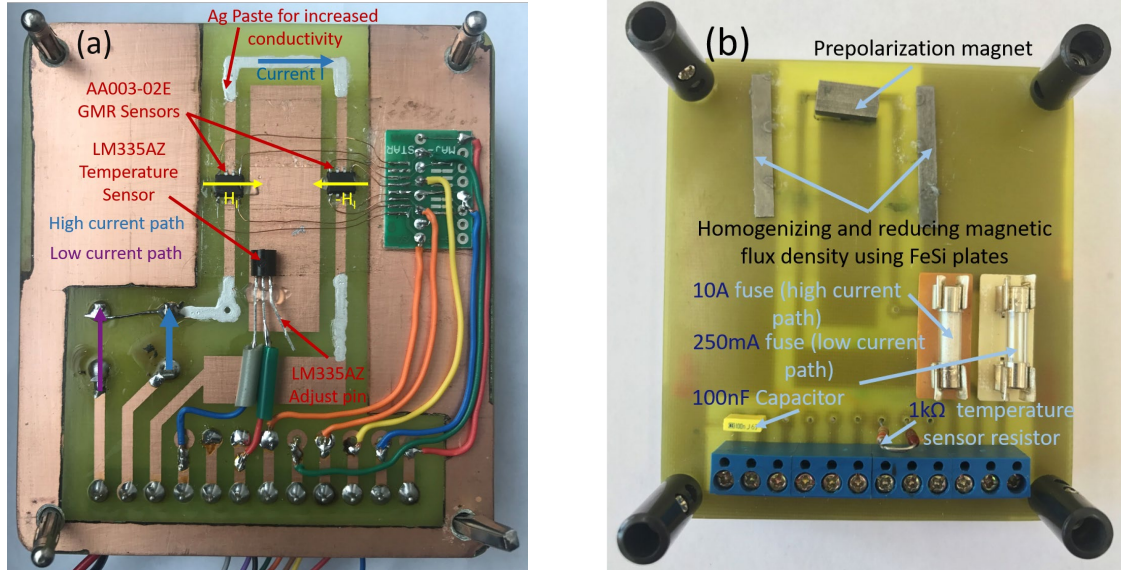 (a)
Ag Paste for increased
conductivity
Current I
AA003-02E
GMR Sensors
LM335AZ
Temperature
Sensor
High current path
Low current path
H
-H
MAJ
STAR
LM335AZ
Adjust pin
(b)
Prepolarization magnet
Homogenizing and reducing magnetic
flux density using FeSi plates
10A fuse (high current
path)
250mA fuse (low current
path)
100nF Capacitor
1kΩ temperature
sensor resistor